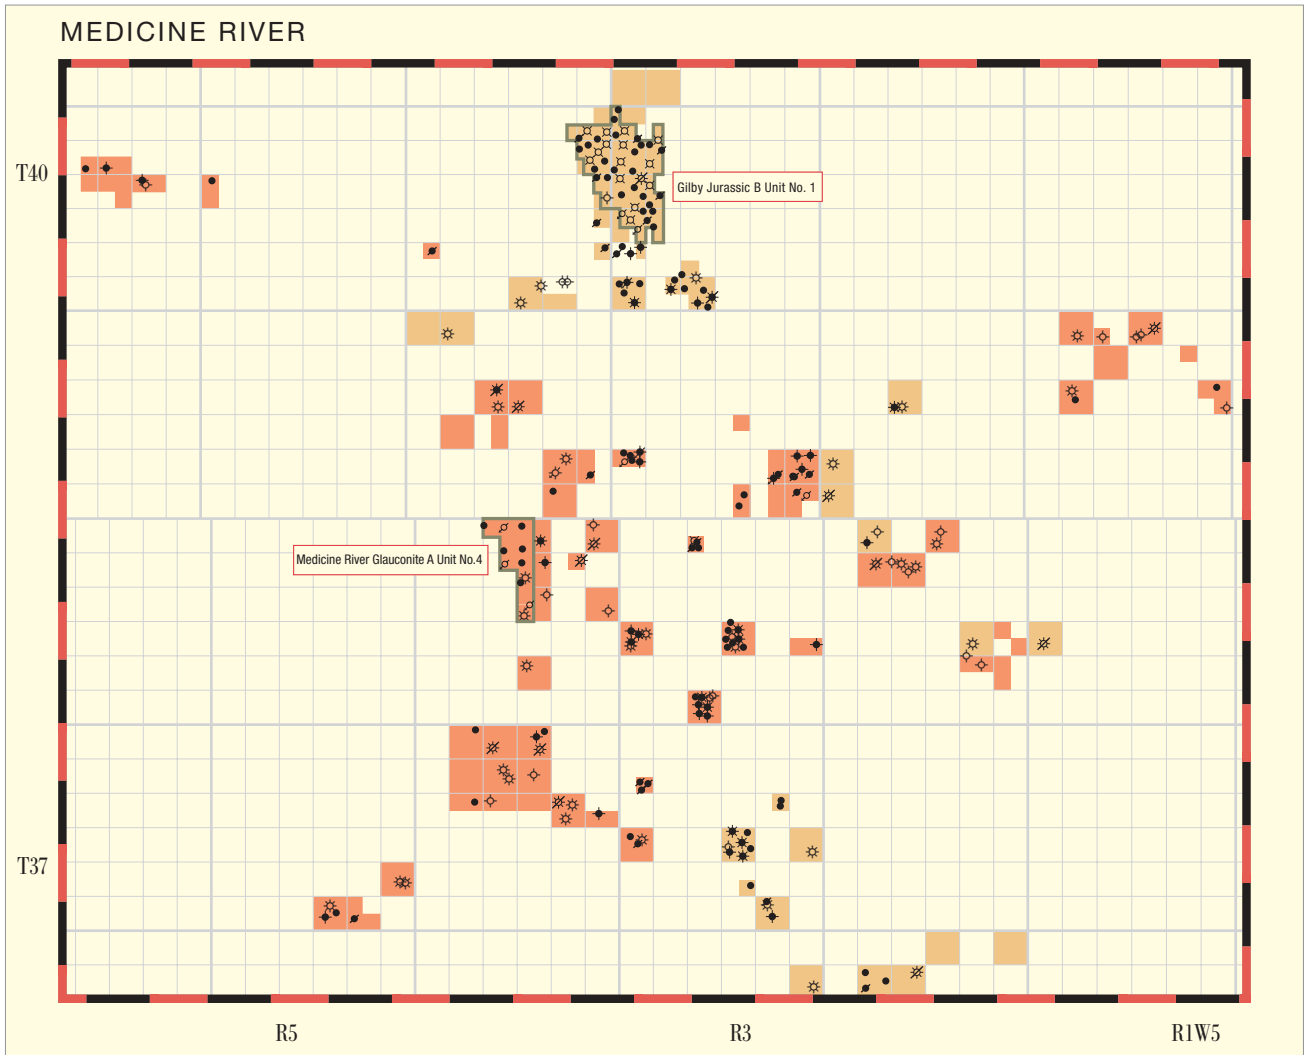 MEDICINE RIVER
T40
Gilby Jurassic B Unit No. 1
Medicine River Glauconite A Unit No.4
T37
R5
R3
R1W5